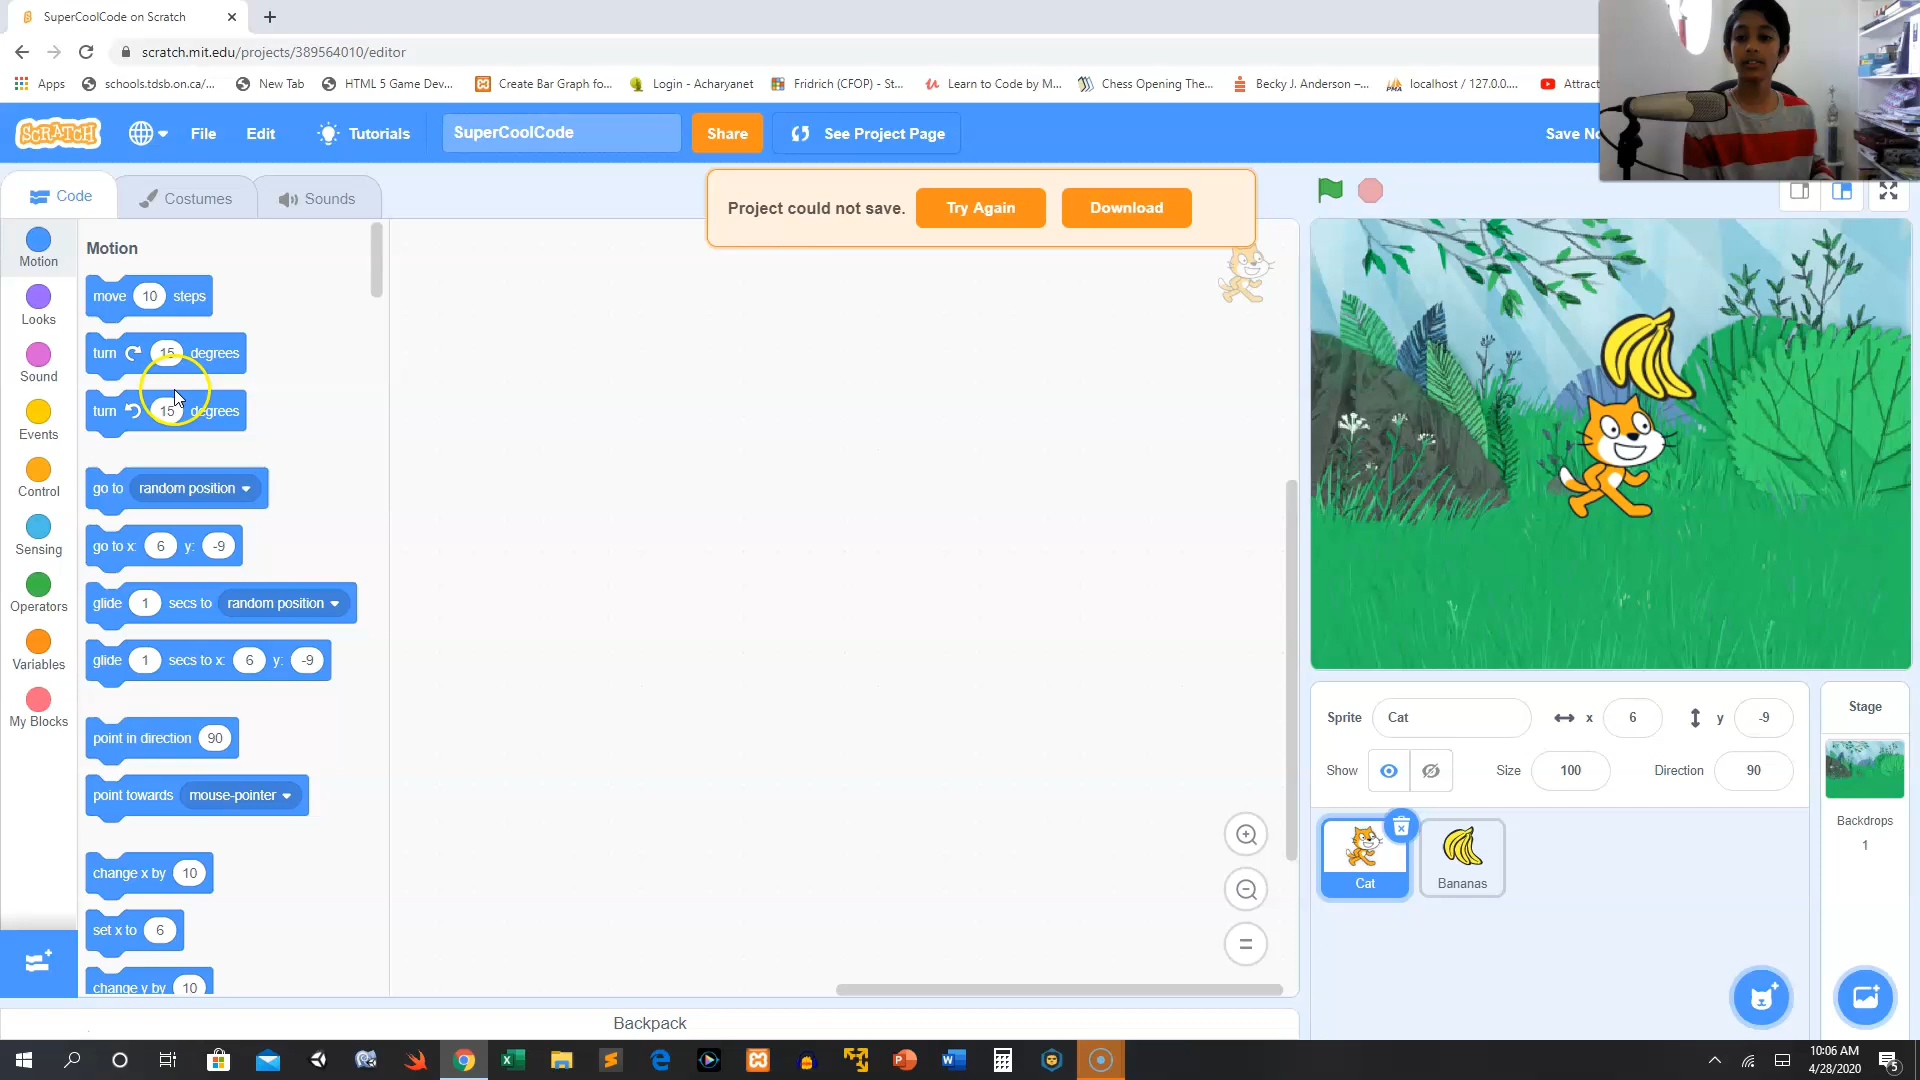 SuperCoolCode on Scratch
scratch.mit.edu/projects/389564010/editor
Apps schools.tdsb.on.ca/... New Tab HTML 5 Game Dev... Create Bar Graph fo... Login - Acharyanet Fridrich (CFOP) - St... Learn to Code by M... Chess Opening The... Becky J. Anderson –... localhost / 127.0.0.... Attract
SCRATCH File Edit Tutorials SuperCoolCode Share See Project Page Save No
Code Costumes Sounds
Project could not save. Try Again Download
Motion
Looks
Sound
Events
Control
Sensing
Operators
Variables
My Blocks
Motion
move 10 steps
turn 15 degrees
turn 15 degrees
go to random position
go to x: 6 y: -9
glide 1 secs to random position
glide 1 secs to x: 6 y: -9
point in direction 90
point towards mouse-pointer
change x by 10
set x to 6
change y by 10
Backpack
Sprite Cat x 6 y -9
Show Size 100 Direction 90
Cat Bananas
Stage
Backdrops
1
10:06 AM
4/28/2020
5